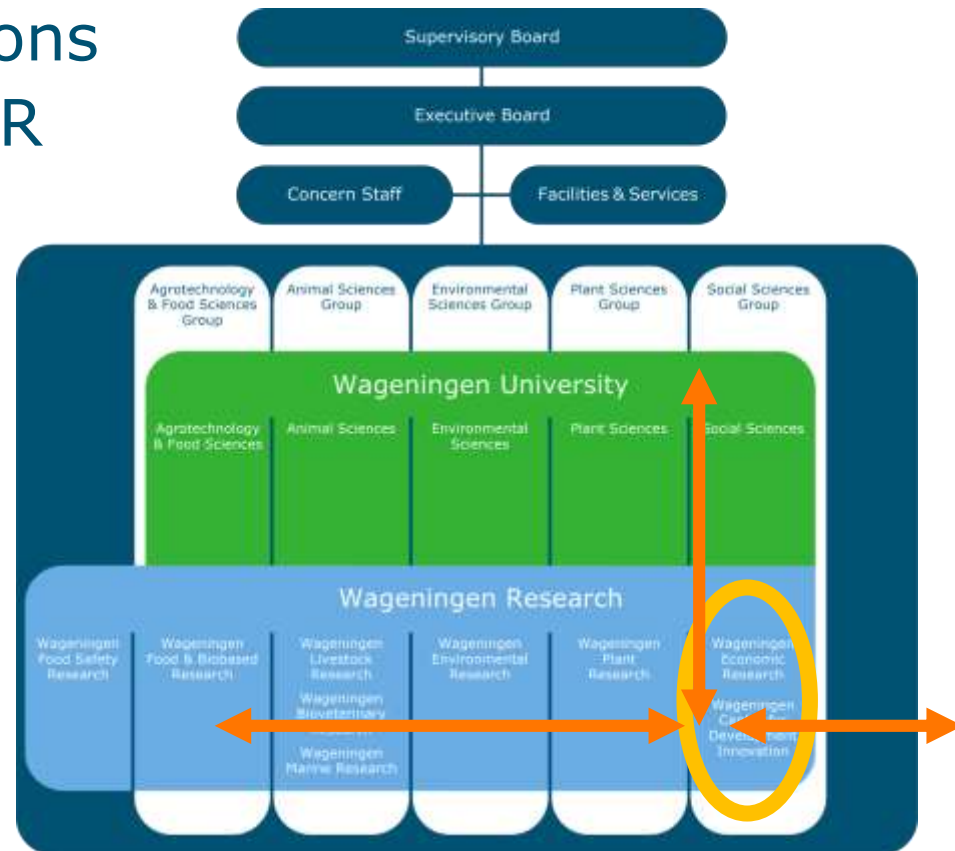 ons
R
Supervisory Board
Executive Board
Concern Staff
Facilities & Services
Agrotechnology
& Food Sciences
Group
Animal Sciences
Group
Environmental
Sciences Group
Plant Sciences
Group
Social Sciences
Group
Wageningen University
Agrotechnology
& Food Sciences
Animal Sciences
Environmental
Sciences
Plant Sciences
Social Sciences
Wageningen Research
Wageningen
Food Safety
Research
Wageningen
Food & Biobased
Research
Wageningen
Livestock
Research
Wageningen
Bioveterinary
Research
Wageningen
Marine Research
Wageningen
Environmental
Research
Wageningen
Plant
Research
Wageningen
Economic
Research
Wageningen
Development
Innovation